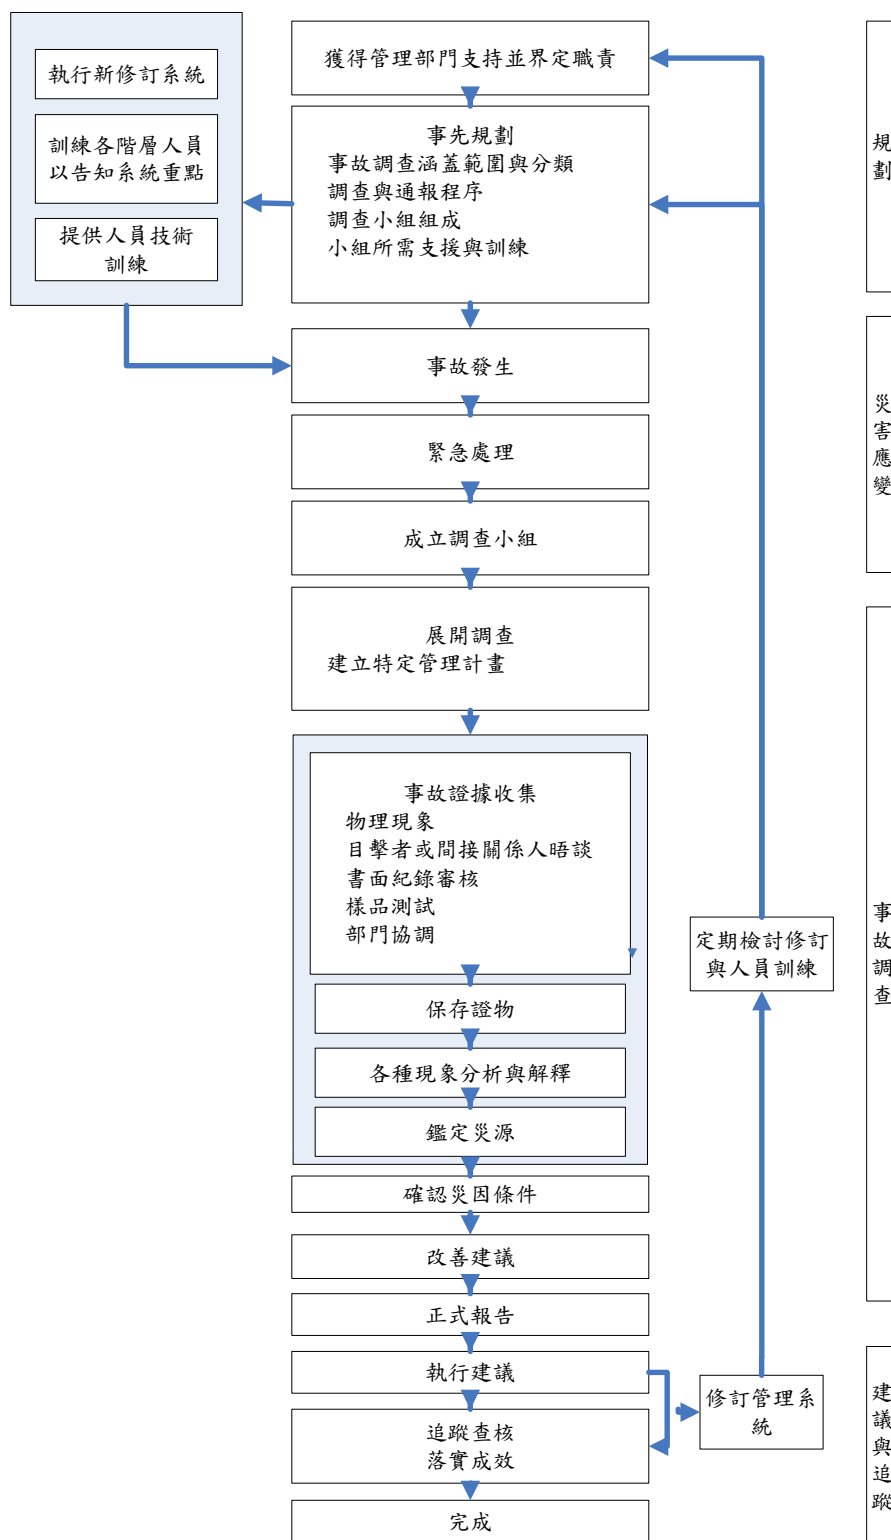 執行新修訂系統
訓練各階層人員
以告知系統重點
提供人員技術
訓練
獲得管理部門支持並界定職責
事先規劃
事故調查涵蓋範圍與分類
調查與通報程序
調查小組組成
小組所需支援與訓練
事故發生
緊急處理
成立調查小組
展開調查
建立特定管理計畫
事故證據收集
物理現象
目擊者或間接關係人晤談
書面紀錄審核
樣品測試
部門協調
保存證物
各種現象分析與解釋
鑑定災源
確認災因條件
改善建議
正式報告
執行建議
追蹤查核
落實成效
完成
定期檢討修訂
與人員訓練
修訂管理系
統
規
劃
災
害
應
變
事
故
調
查
建
議
與
追
蹤